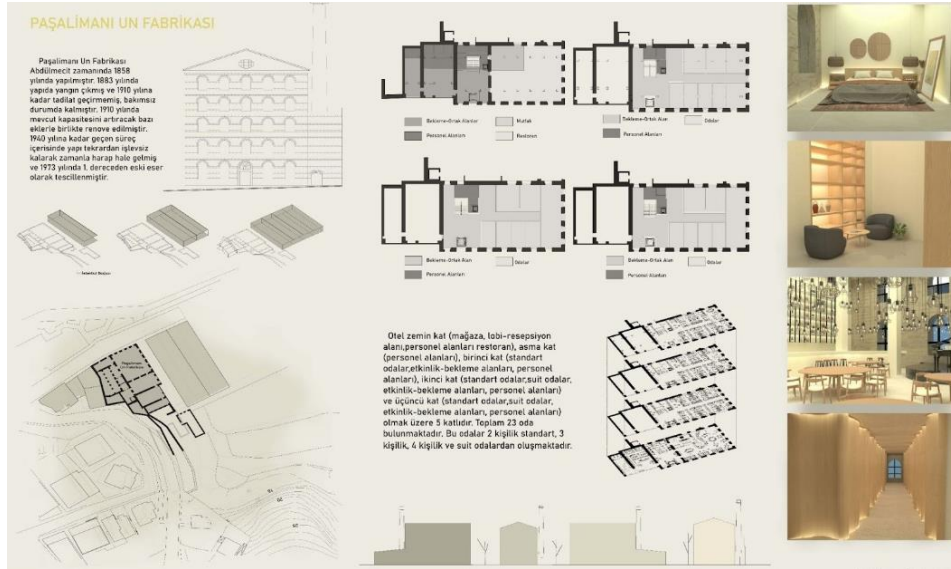 PAŞALİMANI UN FABRİKASI
Paşalimanı Un Fabrikası
Abdülmecit zamanında 1858
yılında yapılmıştır. 1883 yılında
yapıda yangın çıkmış ve 1910 yılına
kadar tadilat geçirmemiş, bakımsız
durumda kalmıştır. 1910 yılında
mevcut kapasitesini artıracak bazı
eklerle birlikte renove edilmiştir.
1940 yılına kadar geçen süreç
içerisinde yapı tekrardan işlevsiz
kalarak zamanla harap hale gelmiş
ve 1973 yılında 1. dereceden eski eser
olarak tescillenmiştir.
Bekleme-Ortak Alanlar
Mutfak
Personel Alanları
Restoran
Bekleme-Ortak Alan
Odalar
Personel Alanları
Bekleme-Ortak Alan
Odalar
Personel Alanları
Bekleme-Ortak Alan
Odalar
Personel Alanları
Paşalimanı
Un Fabrikası
Otel zemin kat (mağaza, lobi-resepsiyon
alanı,personel alanları restoran), asma kat
(personel alanları), birinci kat (standart
odalar,etkinlik-bekleme alanları, personel
alanları), ikinci kat (standart odalar,suit odalar,
etkinlik-bekleme alanları, personel alanları)
ve üçüncü kat (standart odalar,suit odalar,
etkinlik-bekleme alanları, personel alanları)
olmak üzere 5 katlıdır. Toplam 23 oda
bulunmaktadır. Bu odalar 2 kişilik standart, 3
kişilik, 4 kişilik ve suit odalardan oluşmaktadır.